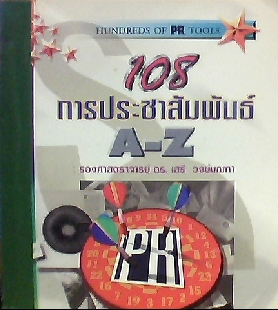 HUNDREDS OF PR TOOLS
108
การประชาสัมพันธ์
A-Z
รองศาสตราจารย์ ดร. เสรี วงษ์มณฑา
PR